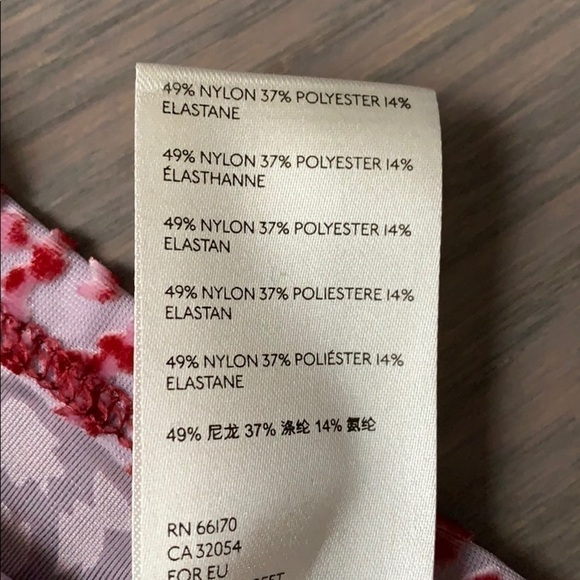 49% NYLON 37% POLYESTER 14%
ELASTANE
49% NYLON 37% POLYESTER 14%
ÉLASTHANNE
49% NYLON 37% POLYESTER 14%
ELASTAN
49% NYLON 37% POLIESTERE 14%
ELASTAN
49% NYLON 37% POLIÉSTER 14%
ELASTANE
49% 尼龙 37% 涤纶 14% 氨纶
RN 66170
CA 32054
FOR EU